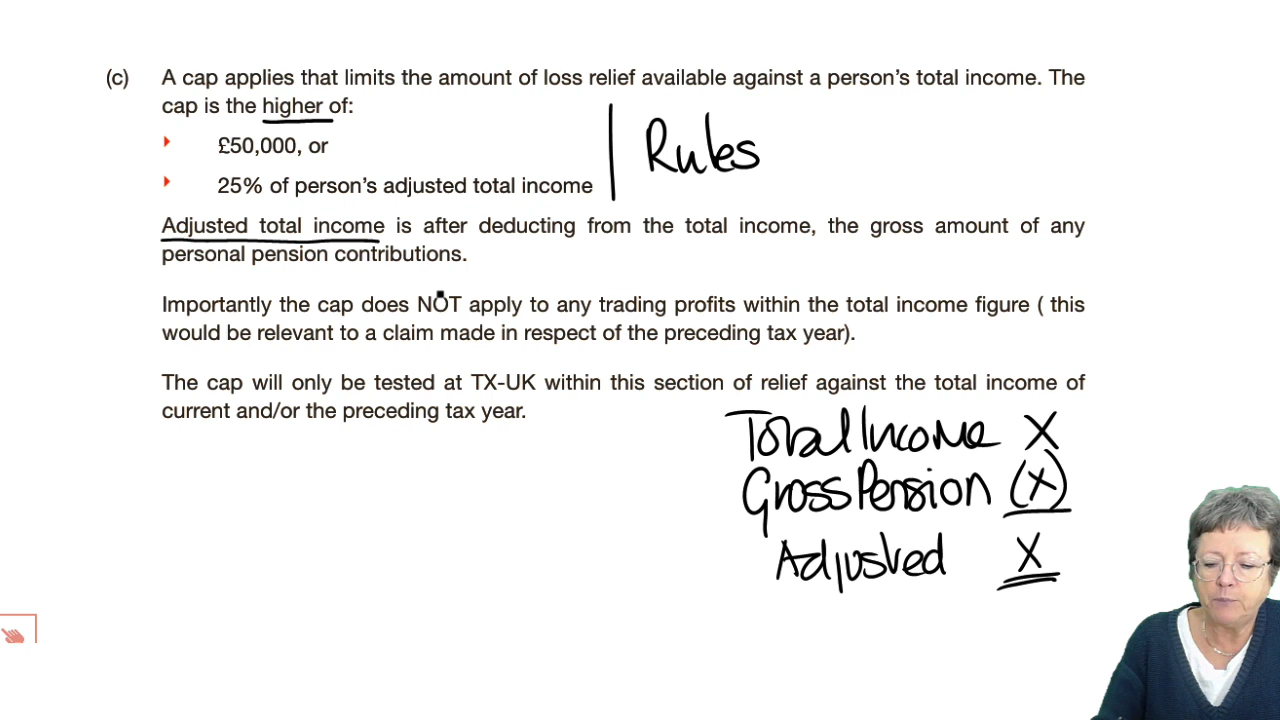 (c) A cap applies that limits the amount of loss relief available against a person's total income. The
cap is the higher of:
£50,000, or
25% of person's adjusted total income
Rules
Adjusted total income is after deducting from the total income, the gross amount of any
personal pension contributions.
Importantly the cap does NOT apply to any trading profits within the total income figure ( this
would be relevant to a claim made in respect of the preceding tax year).
The cap will only be tested at TX-UK within this section of relief against the total income of
current and/or the preceding tax year.
Total Income X
Gross Pension (X)
Adjusted X